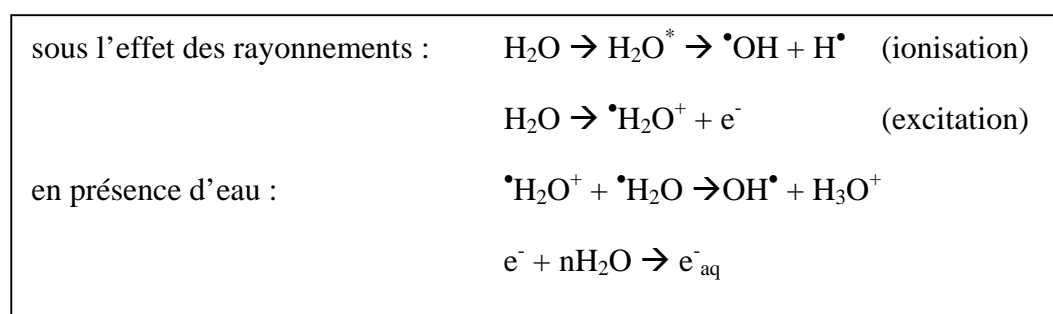 sous l’effet des rayonnements : H₂O → H₂O* → •OH + H• (ionisation)
H₂O → •H₂O⁺ + e⁻ (excitation)
en présence d’eau : •H₂O⁺ + •H₂O →OH• + H₃O⁺
e⁻ + nH₂O → e⁻aq